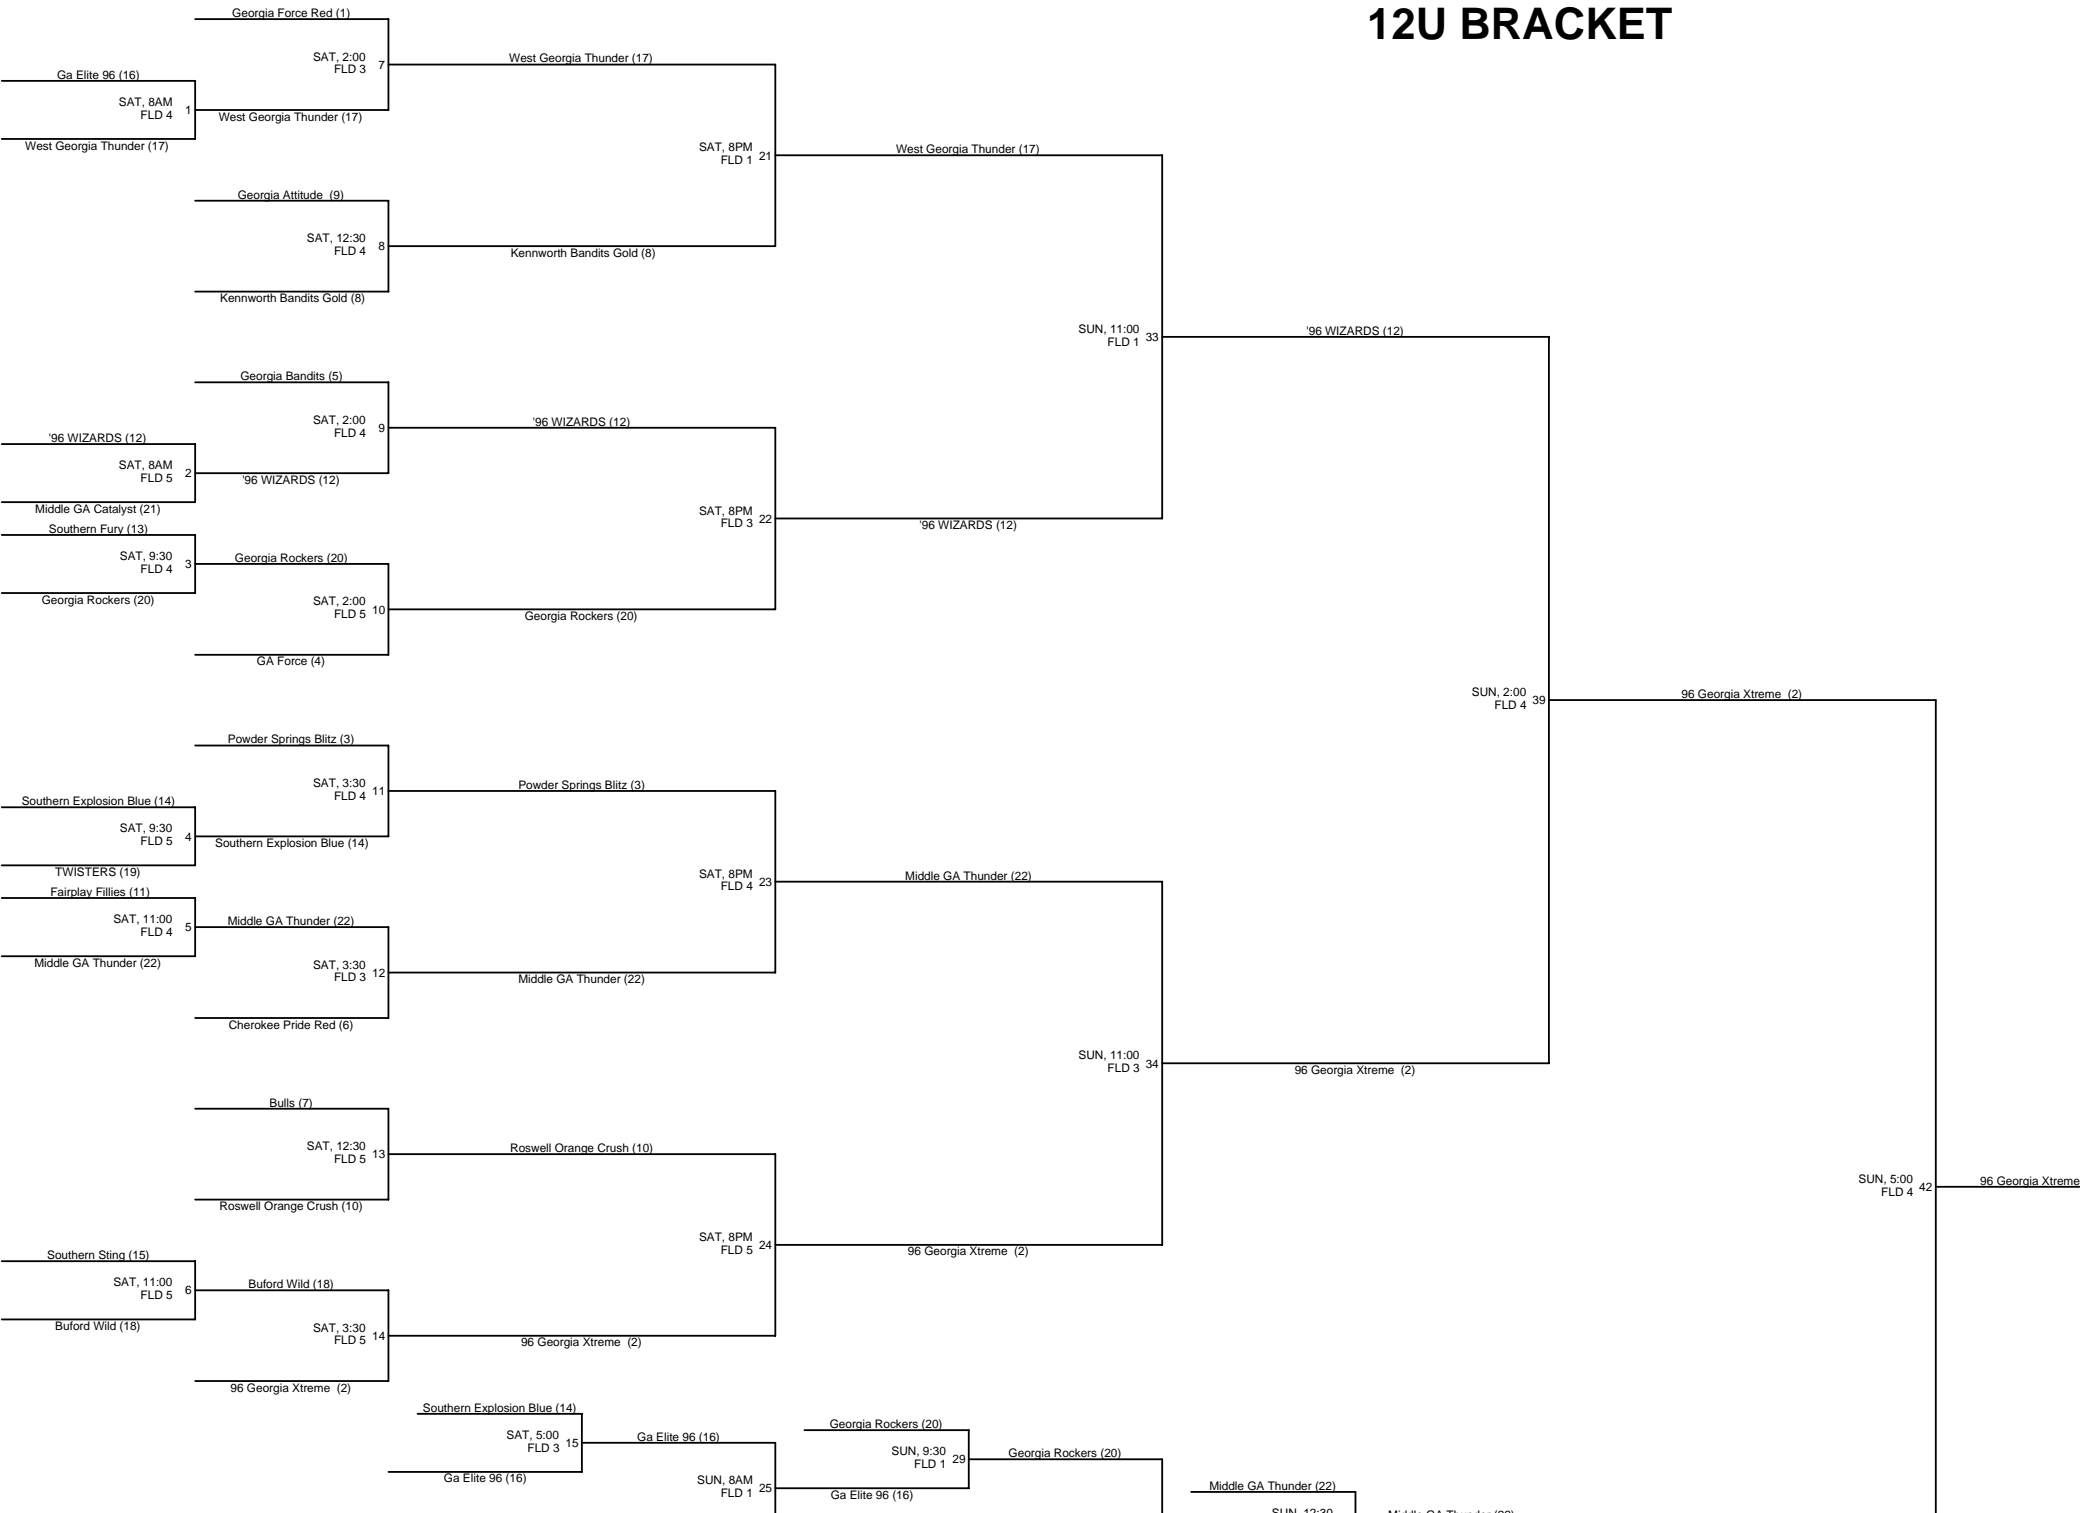 12U BRACKET
Georgia Force Red (1)
SAT, 2:00
FLD 3
7
West Georgia Thunder (17)
Ga Elite 96 (16)
SAT, 8AM
FLD 4
1
West Georgia Thunder (17)
West Georgia Thunder (17)
SAT, 8PM
FLD 1
21
West Georgia Thunder (17)
Georgia Attitude (9)
SAT, 12:30
FLD 4
8
Kennworth Bandits Gold (8)
Kennworth Bandits Gold (8)
SUN, 11:00
FLD 1
33
'96 WIZARDS (12)
Georgia Bandits (5)
SAT, 2:00
FLD 4
9
'96 WIZARDS (12)
'96 WIZARDS (12)
SAT, 8AM
FLD 5
2
'96 WIZARDS (12)
Middle GA Catalyst (21)
Southern Fury (13)
SAT, 8PM
FLD 3
22
'96 WIZARDS (12)
SAT, 9:30
FLD 4
3
Georgia Rockers (20)
Georgia Rockers (20)
SAT, 2:00
FLD 5
10
Georgia Rockers (20)
GA Force (4)
SUN, 2:00
FLD 4
39
96 Georgia Xtreme (2)
Powder Springs Blitz (3)
SAT, 3:30
FLD 4
11
Powder Springs Blitz (3)
Southern Explosion Blue (14)
SAT, 9:30
FLD 5
4
Southern Explosion Blue (14)
TWISTERS (19)
Fairplay Fillies (11)
SAT, 8PM
FLD 4
23
Middle GA Thunder (22)
SAT, 11:00
FLD 4
5
Middle GA Thunder (22)
Middle GA Thunder (22)
SAT, 3:30
FLD 3
12
Middle GA Thunder (22)
Cherokee Pride Red (6)
SUN, 11:00
FLD 3
34
96 Georgia Xtreme (2)
Bulls (7)
SAT, 12:30
FLD 5
13
Roswell Orange Crush (10)
Roswell Orange Crush (10)
SUN, 5:00
FLD 4
42
96 Georgia Xtreme
SAT, 8PM
FLD 5
24
96 Georgia Xtreme (2)
Southern Sting (15)
SAT, 11:00
FLD 5
6
Buford Wild (18)
Buford Wild (18)
SAT, 3:30
FLD 5
14
96 Georgia Xtreme (2)
96 Georgia Xtreme (2)
Southern Explosion Blue (14)
SAT, 5:00
FLD 3
15
Ga Elite 96 (16)
Ga Elite 96 (16)
Georgia Rockers (20)
SUN, 9:30
FLD 1
29
Georgia Rockers (20)
SUN, 8AM
FLD 1
25
Ga Elite 96 (16)
Middle GA Thunder (22)
SUN, 12:30
Middle GA Thunder (22)